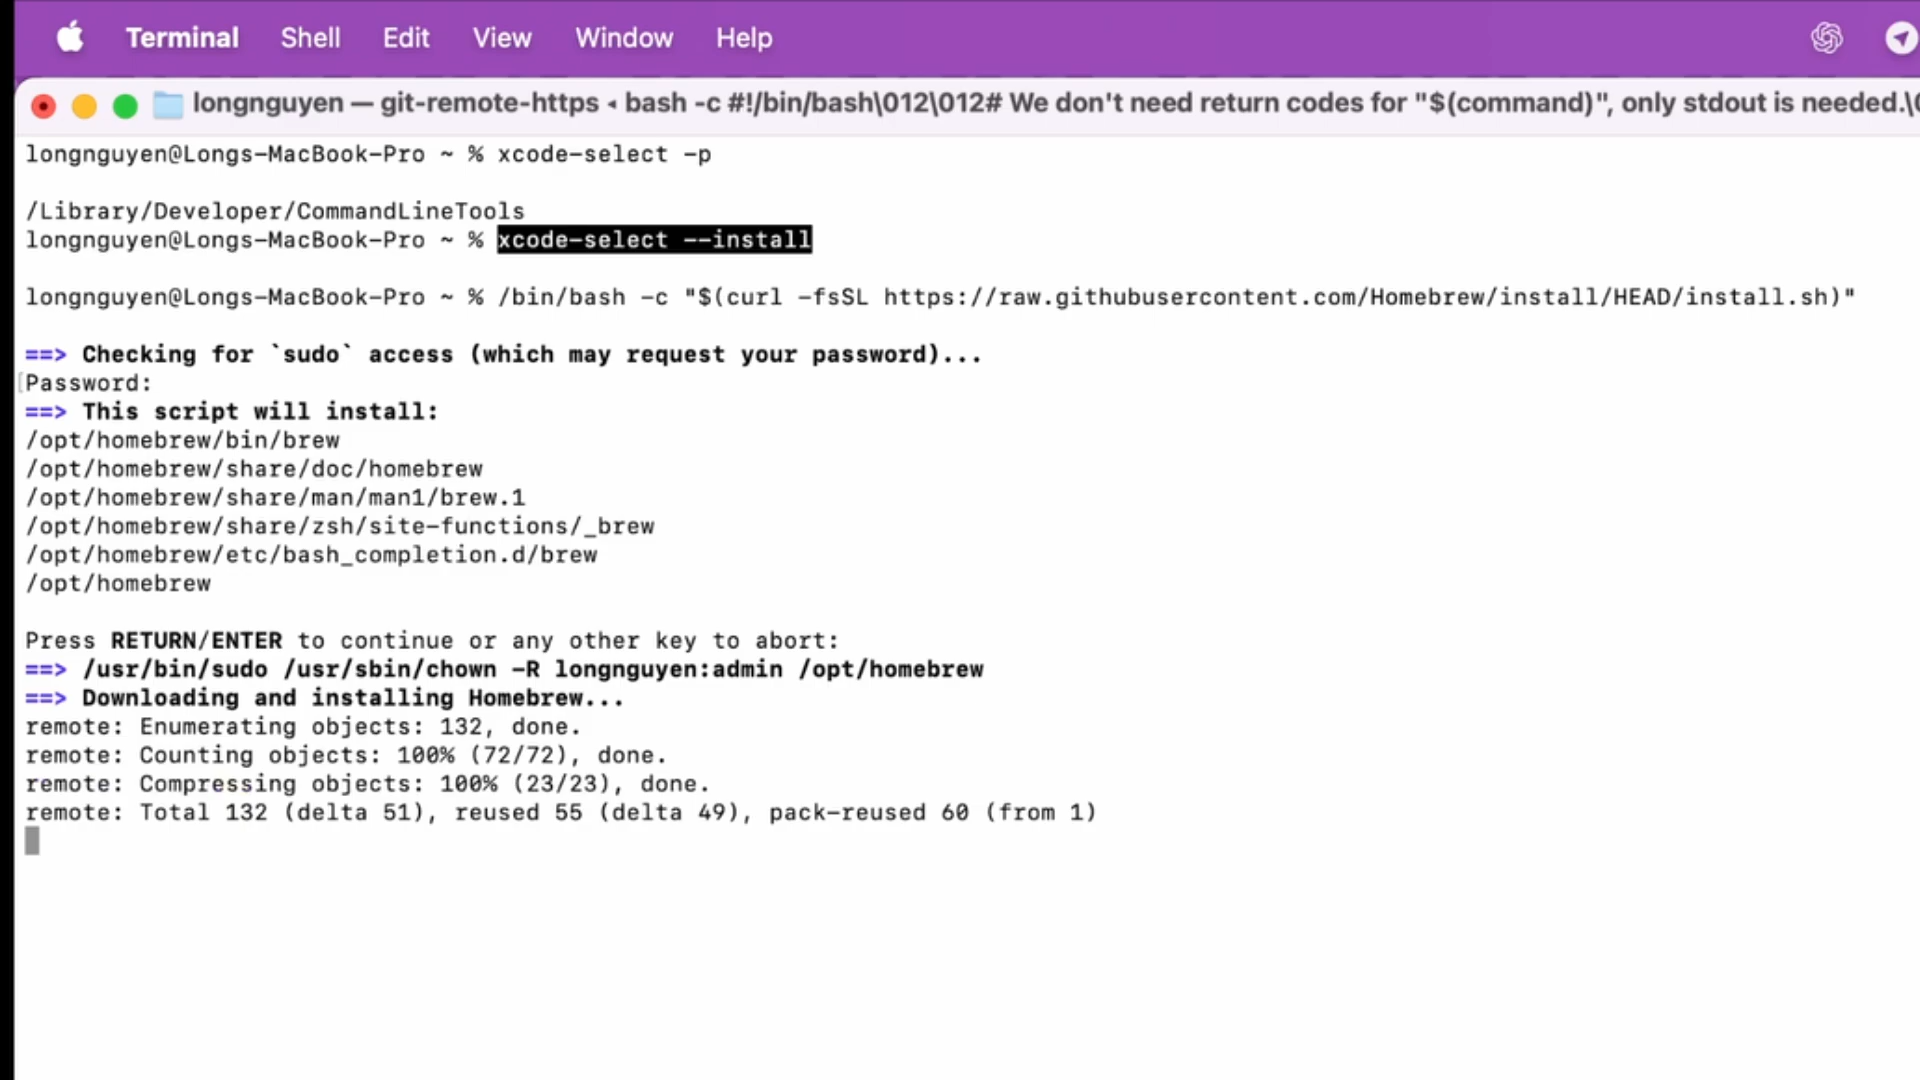 Terminal Shell Edit View Window Help
longnguyen — git-remote-https ◂ bash -c #!/bin/bash\012\012# We don't need return codes for "$(command)", only stdout is needed.\0
longnguyen@Longs-MacBook-Pro ~ % xcode-select -p
/Library/Developer/CommandLineTools
longnguyen@Longs-MacBook-Pro ~ % xcode-select --install
longnguyen@Longs-MacBook-Pro ~ % /bin/bash -c "$(curl -fsSL https://raw.githubusercontent.com/Homebrew/install/HEAD/install.sh)"
==> Checking for `sudo` access (which may request your password)...
Password:
==> This script will install:
/opt/homebrew/bin/brew
/opt/homebrew/share/doc/homebrew
/opt/homebrew/share/man/man1/brew.1
/opt/homebrew/share/zsh/site-functions/_brew
/opt/homebrew/etc/bash_completion.d/brew
/opt/homebrew
Press RETURN/ENTER to continue or any other key to abort:
==> /usr/bin/sudo /usr/sbin/chown -R longnguyen:admin /opt/homebrew
==> Downloading and installing Homebrew...
remote: Enumerating objects: 132, done.
remote: Counting objects: 100% (72/72), done.
remote: Compressing objects: 100% (23/23), done.
remote: Total 132 (delta 51), reused 55 (delta 49), pack-reused 60 (from 1)